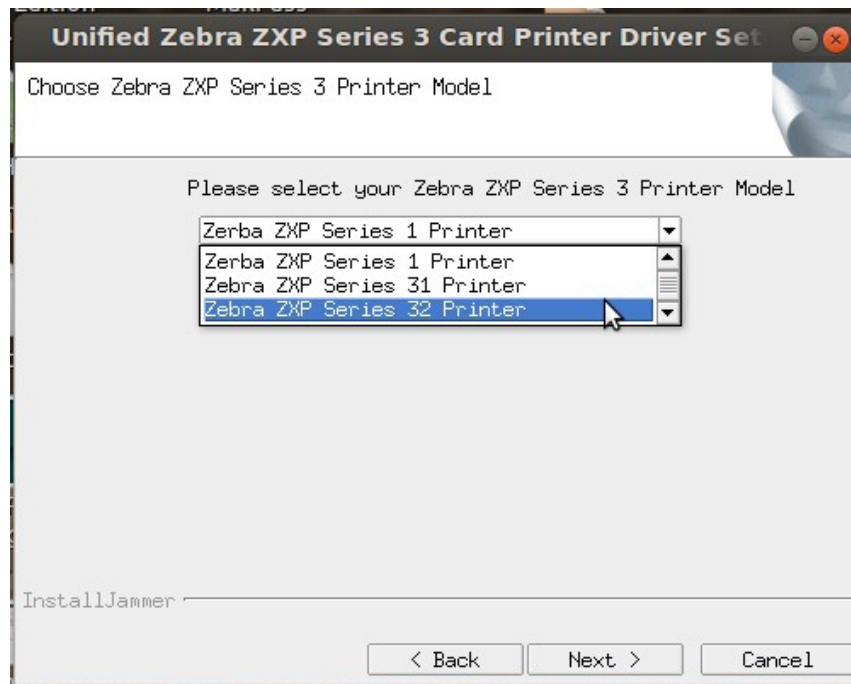 Unified Zebra ZXP Series 3 Card Printer Driver Set
Choose Zebra ZXP Series 3 Printer Model
Please select your Zebra ZXP Series 3 Printer Model
Zerba ZXP Series 1 Printer
Zerba ZXP Series 1 Printer
Zebra ZXP Series 31 Printer
Zebra ZXP Series 32 Printer
InstallJammer
< Back Next > Cancel